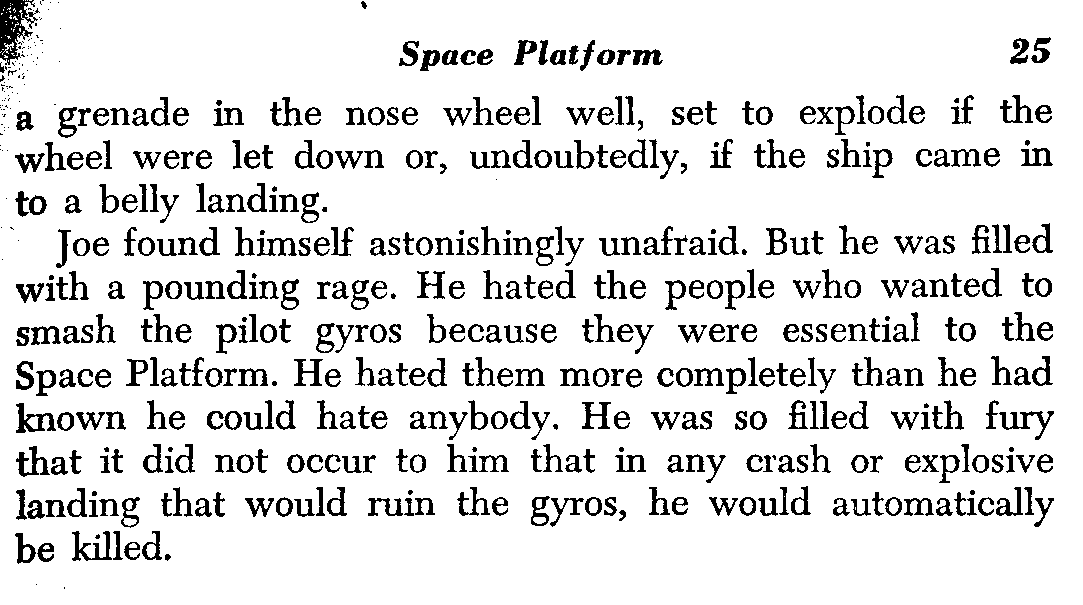 Space Platform 25
a grenade in the nose wheel well, set to explode if the
wheel were let down or, undoubtedly, if the ship came in
to a belly landing.
Joe found himself astonishingly unafraid. But he was filled
with a pounding rage. He hated the people who wanted to
smash the pilot gyros because they were essential to the
Space Platform. He hated them more completely than he had
known he could hate anybody. He was so filled with fury
that it did not occur to him that in any crash or explosive
landing that would ruin the gyros, he would automatically
be killed.